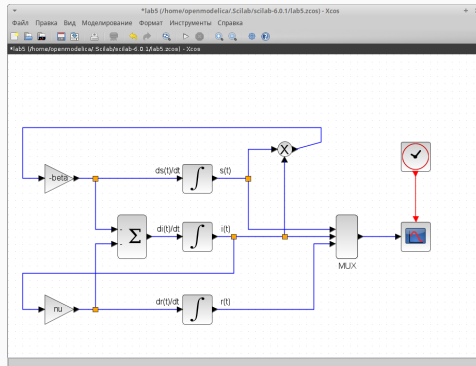 *lab5 (/home/openmodelica/.Scilab/scilab-6.0.1/lab5.zcos) - Xcos
Файл Правка Вид Моделирование Формат Инструменты Справка
*lab5 (/home/openmodelica/.Scilab/scilab-6.0.1/lab5.zcos) - Xcos
X
-beta
ds(t)/dt
∫
s(t)
-
-
Σ
di(t)/dt
∫
i(t)
MUX
nu
dr(t)/dt
∫
r(t)